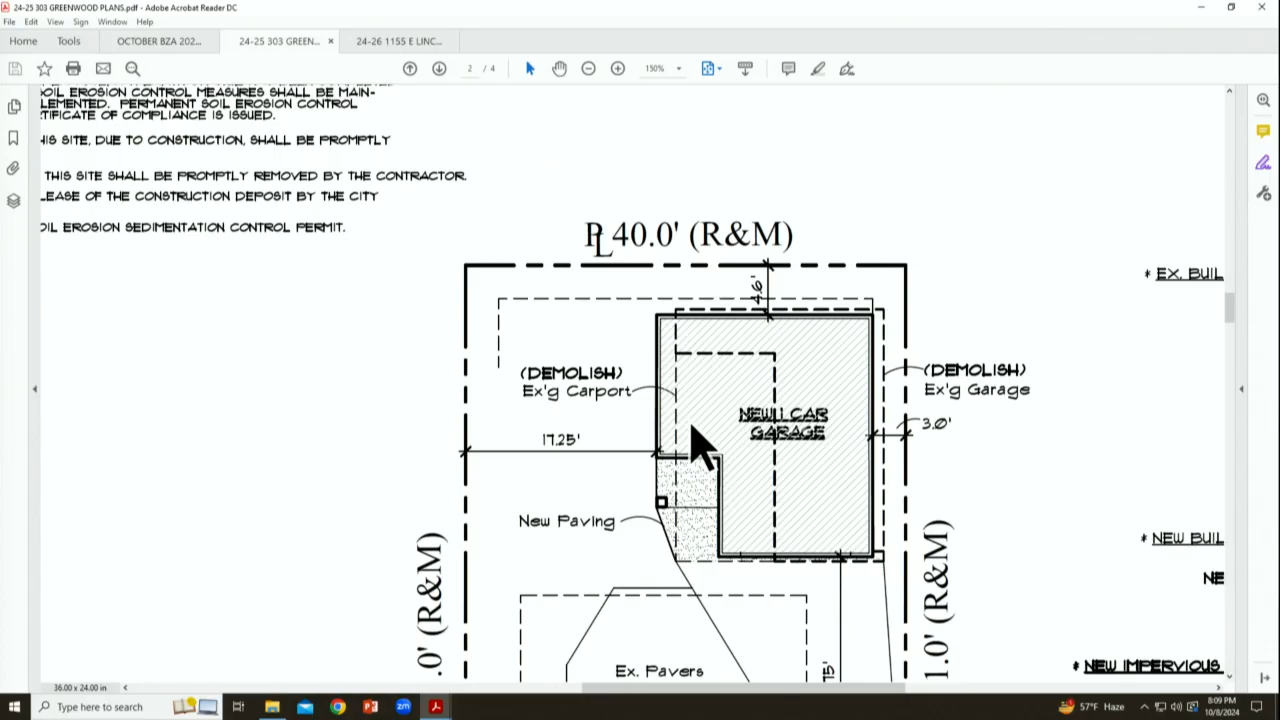 24-25 303 GREENWOOD PLANS.pdf - Adobe Acrobat Reader DC
File Edit View Sign Window Help
Home Tools OCTOBER BZA 202... 24-25 303 GREEN... × 24-26 1155 E LINC...
2 / 4 150%
OIL EROSION CONTROL MEASURES SHALL BE MAIN-
LEMENTED. PERMANENT SOIL EROSION CONTROL
TIFICATE OF COMPLIANCE IS ISSUED.
HIS SITE, DUE TO CONSTRUCTION, SHALL BE PROMPTLY
THIS SITE SHALL BE PROMPTLY REMOVED BY THE CONTRACTOR.
LEASE OF THE CONSTRUCTION DEPOSIT BY THE CITY
OIL EROSION SEDIMENTATION CONTROL PERMIT.
PL 40.0' (R&M)
* EX. BUIL
4.6'
(DEMOLISH)
Ex'g Carport
(DEMOLISH)
Ex'g Garage
NEW 1 CAR
GARAGE
3.0'
17.25'
New Paving
* NEW BUIL
NE
.0' (R&M)
1.0' (R&M)
Ex. Pavers
75'
* NEW IMPERVIOUS
36.00 x 24.00 in
Type here to search
57°F Haze
8:09 PM
10/8/2024